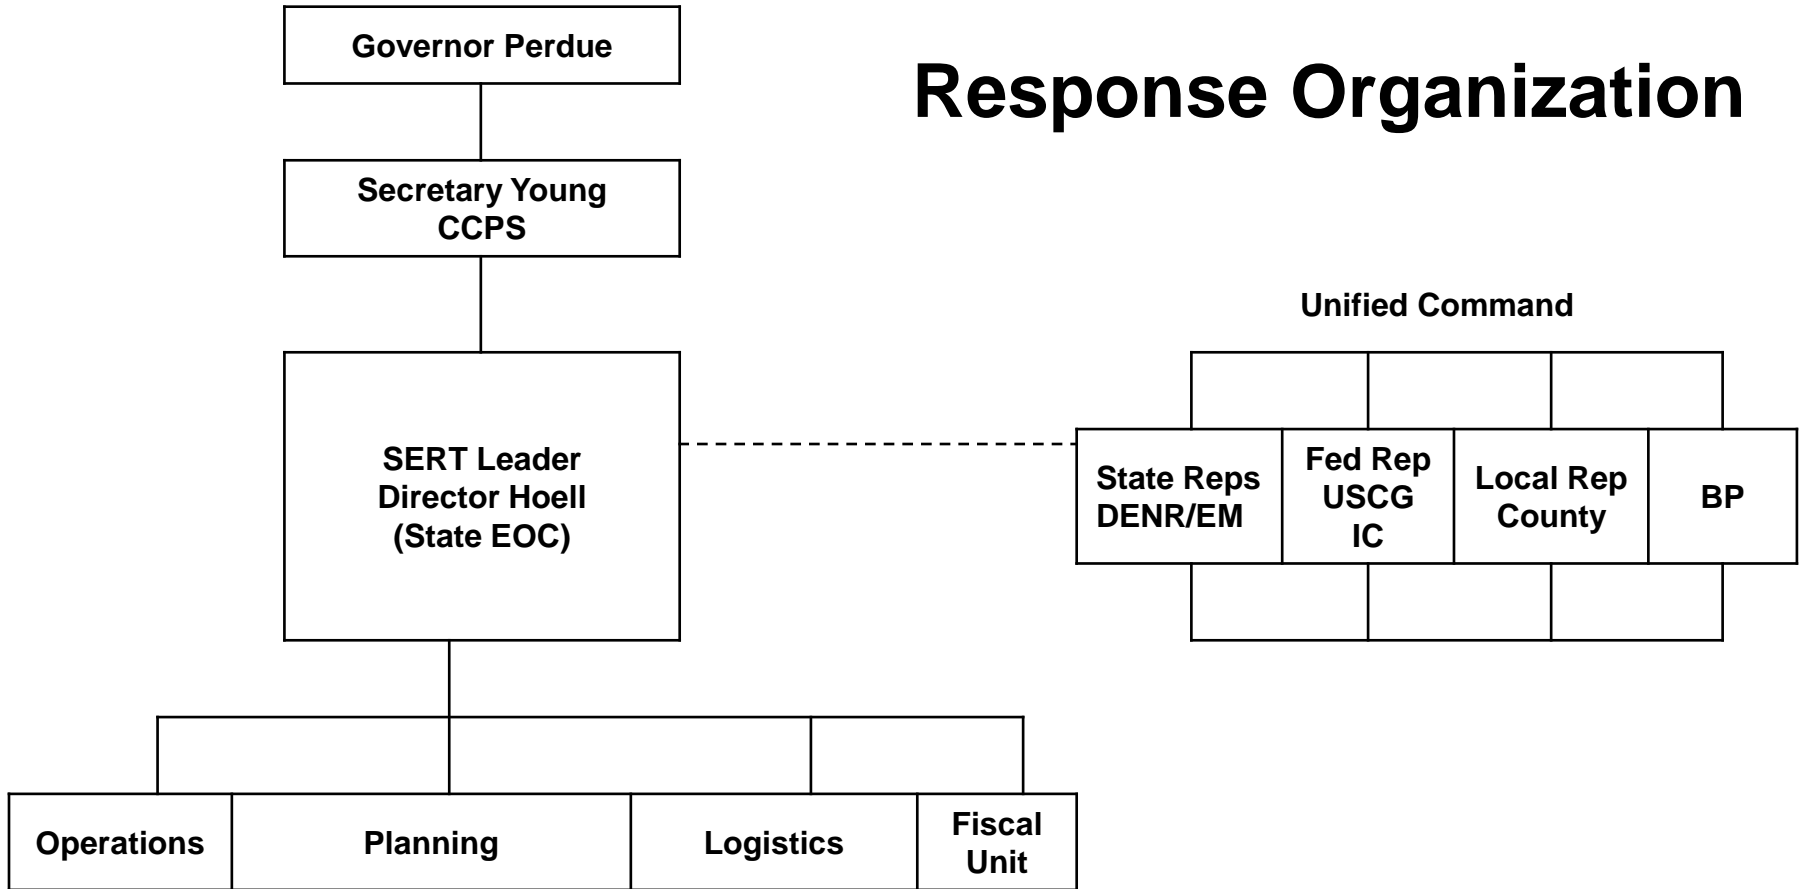 Governor Perdue
Response Organization
Secretary Young
CCPS
Unified Command
SERT Leader
Director Hoell
(State EOC)
State Reps
DENR/EM
Fed Rep
USCG
IC
Local Rep
County
BP
Operations
Planning
Logistics
Fiscal
Unit